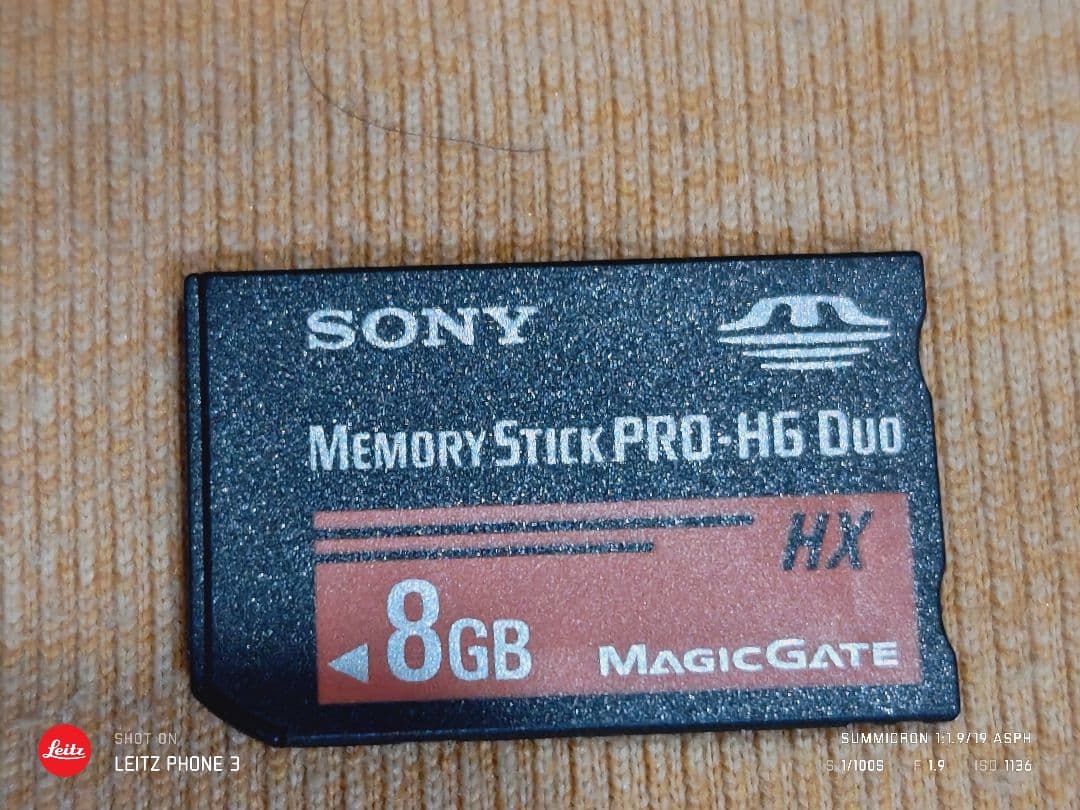 SONY
MEMORY STICK PRO-HG DUO
HX
8GB
MAGICGATE
Leitz
SHOT ON
LEITZ PHONE 3
SUMMICRON 1:1.9/19 ASPH
S 1/100S F 1.9 ISO 1136